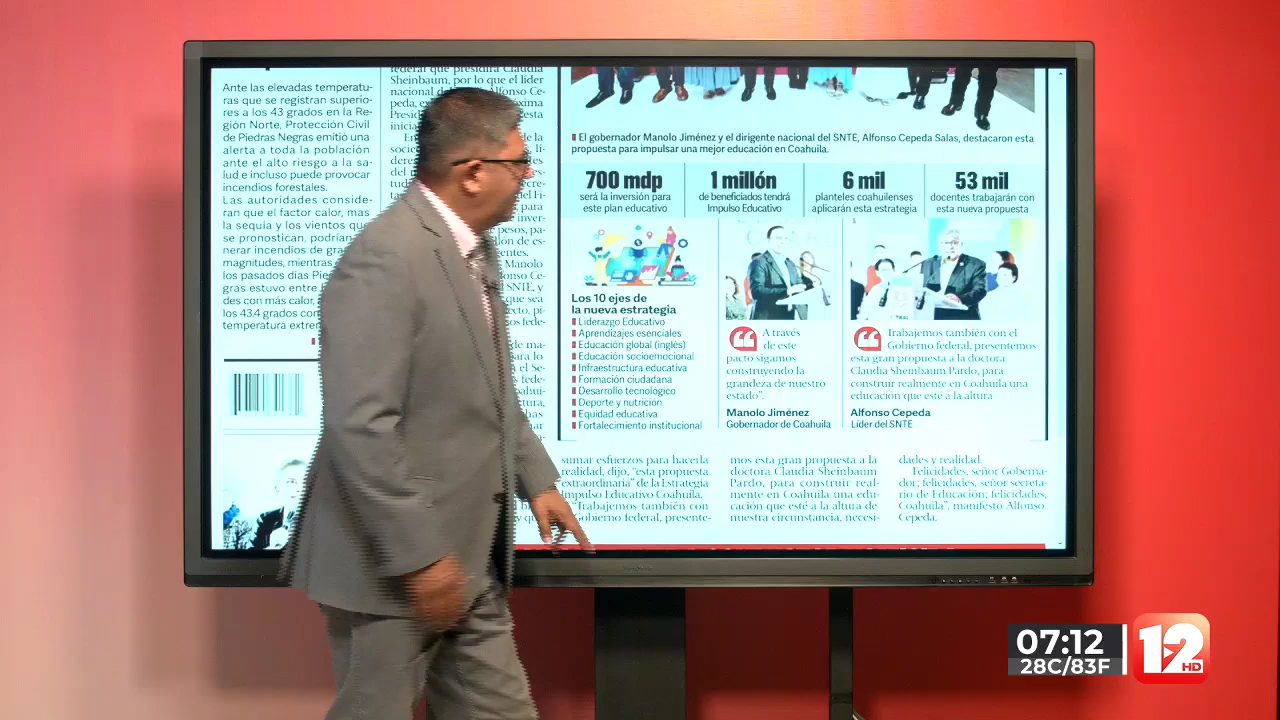 Ante las elevadas temperatu-
ras que se registran superio-
res a los 43 grados en la Re-
gión Norte, Protección Civil
de Piedras Negras emitió una
alerta a toda la población
ante el alto riesgo a la sa-
lud e incluso puede provocar
incendios forestales.
Las autoridades conside-
ran que el factor calor, mas
la sequía y los vientos que
se pronostican, podrían
nerar incendios de
magnitudes, mientras
los pasados días
gras estuvo entre
des con más calor,
los 43.4 grados
temperatura
federal que presidirá Claudia
Sheinbaum, por lo que el líder
nacional
El gobernador Manolo Jiménez y el dirigente nacional del SNTE, Alfonso Cepeda Salas, destacaron esta
propuesta para impulsar una mejor educación en Coahuila.
700 mdp
será la inversión para
este plan educativo
1 millón
de beneficiados tendrá
Impulso Educativo
6 mil
planteles coahuilenses
aplicarán esta estrategia
53 mil
docentes trabajarán con
esta nueva propuesta
Los 10 ejes de
la nueva estrategia
Liderazgo Educativo
Aprendizajes esenciales
Educación global (inglés)
Educación socioemocional
Infraestructura educativa
Formación ciudadana
Desarrollo tecnológico
Deporte y nutrición
Equidad educativa
Fortalecimiento institucional
A través
de este
pacto sigamos
construyendo la
grandeza de nuestro
estado".
Manolo Jiménez
Gobernador de Coahuila
Trabajemos también con el
Gobierno federal, presentemos
esta gran propuesta a la doctora
Claudia Sheinbaum Pardo, para
construir realmente en Coahuila una
educación que esté a la altura
Alfonso Cepeda
Líder del SNTE
sumar esfuerzos para hacerla
realidad, dijo, "esta propuesta
extraordinaria" de la Estrategia
Impulso Educativo Coahuila.
"Trabajemos también con
Gobierno federal, presente-
mos esta gran propuesta a la
doctora Claudia Sheinbaum
Pardo, para construir real-
mente en Coahuila una edu-
cación que esté a la altura de
nuestra circunstancia, necesi-
dades y realidad.
Felicidades, señor Goberna-
dor; felicidades, señor secreta-
rio de Educación; felicidades,
Coahuila", manifestó Alfonso
Cepeda.
07:12
28C/83F
12
HD